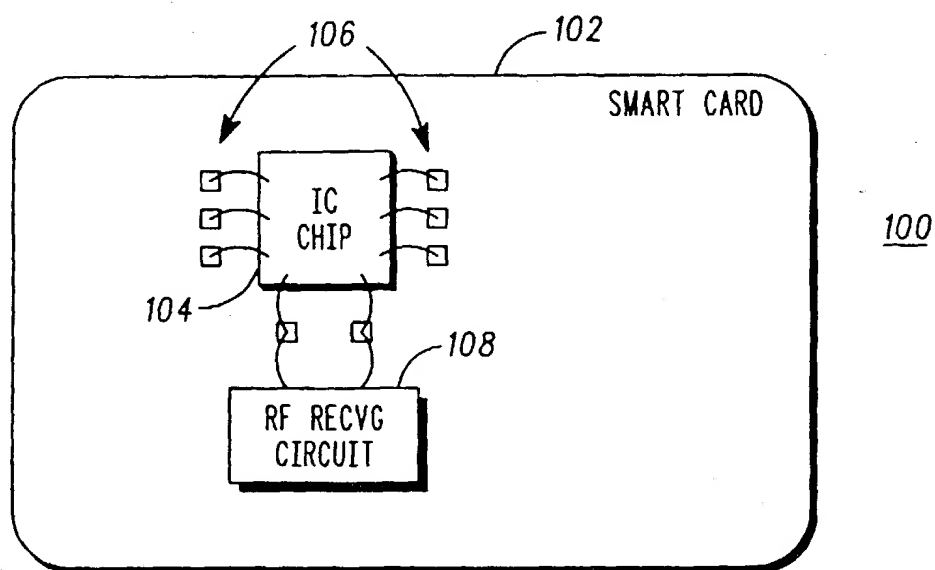 106
102
SMART CARD
IC
CHIP
100
104
108
RF RECVG
CIRCUIT